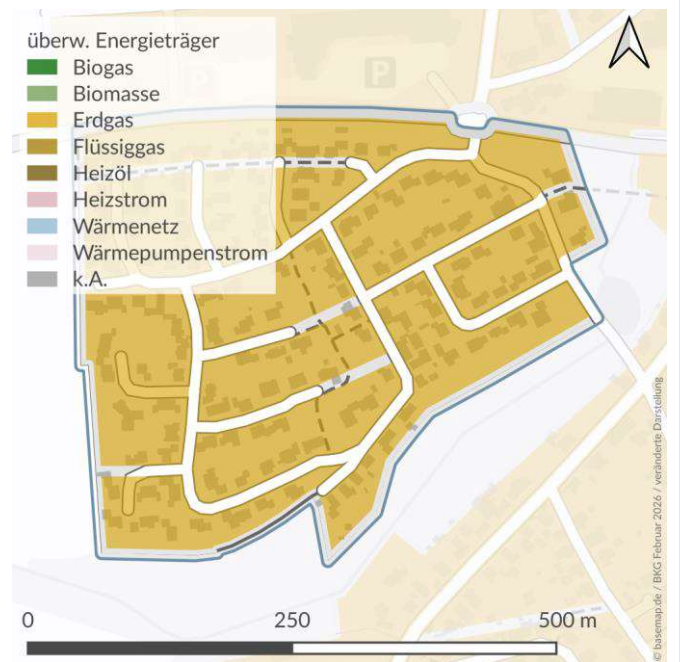 überw. Energieträger
Biogas
Biomasse
Erdgas
Flüssiggas
Heizöl
Heizstrom
Wärmenetz
Wärmepumpenstrom
k.A.
P
P
0
250
500 m
© basemap.de / BKG Februar 2026 / veränderte Darstellung